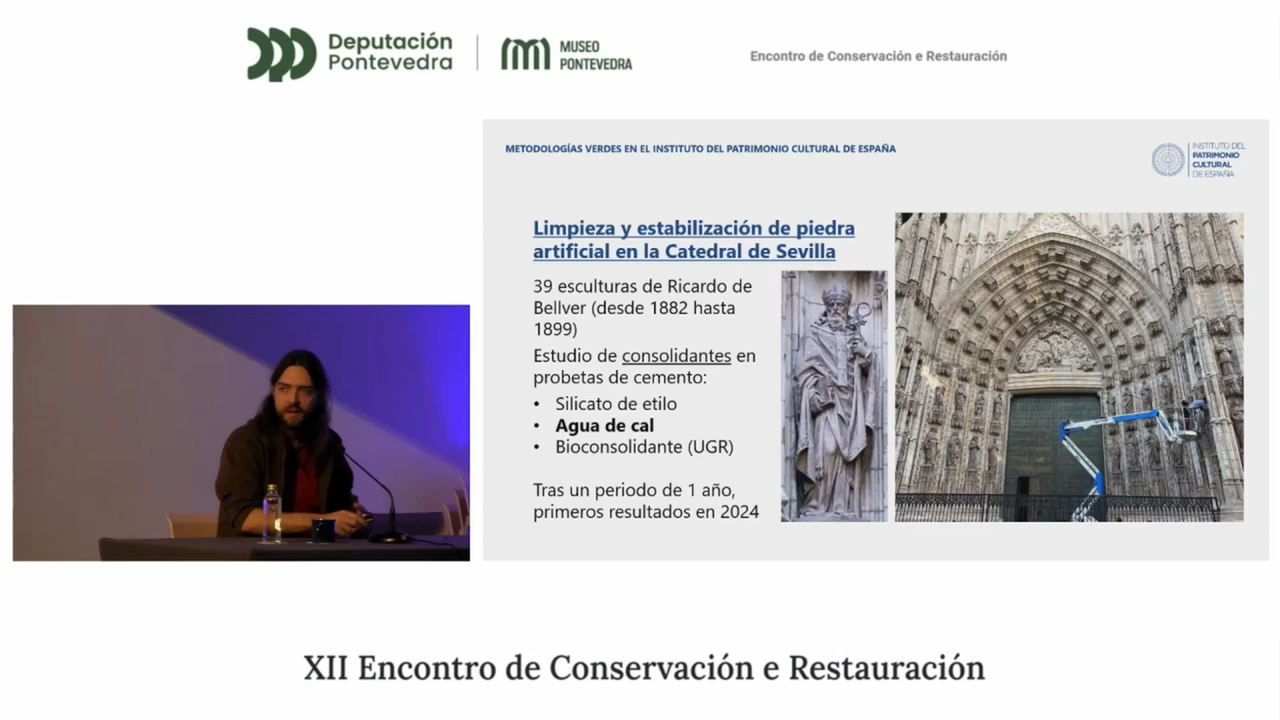 Deputación
Pontevedra
MUSEO
PONTEVEDRA
Encontro de Conservación e Restauración
METODOLOGÍAS VERDES EN EL INSTITUTO DEL PATRIMONIO CULTURAL DE ESPAÑA
INSTITUTO DEL
PATRIMONIO
CULTURAL
DE ESPAÑA
Limpieza y estabilización de piedra
artificial en la Catedral de Sevilla
39 esculturas de Ricardo de
Bellver (desde 1882 hasta
1899)
Estudio de consolidantes en
probetas de cemento:
• Silicato de etilo
• Agua de cal
• Bioconsolidante (UGR)
Tras un periodo de 1 año,
primeros resultados en 2024
XII Encontro de Conservación e Restauración